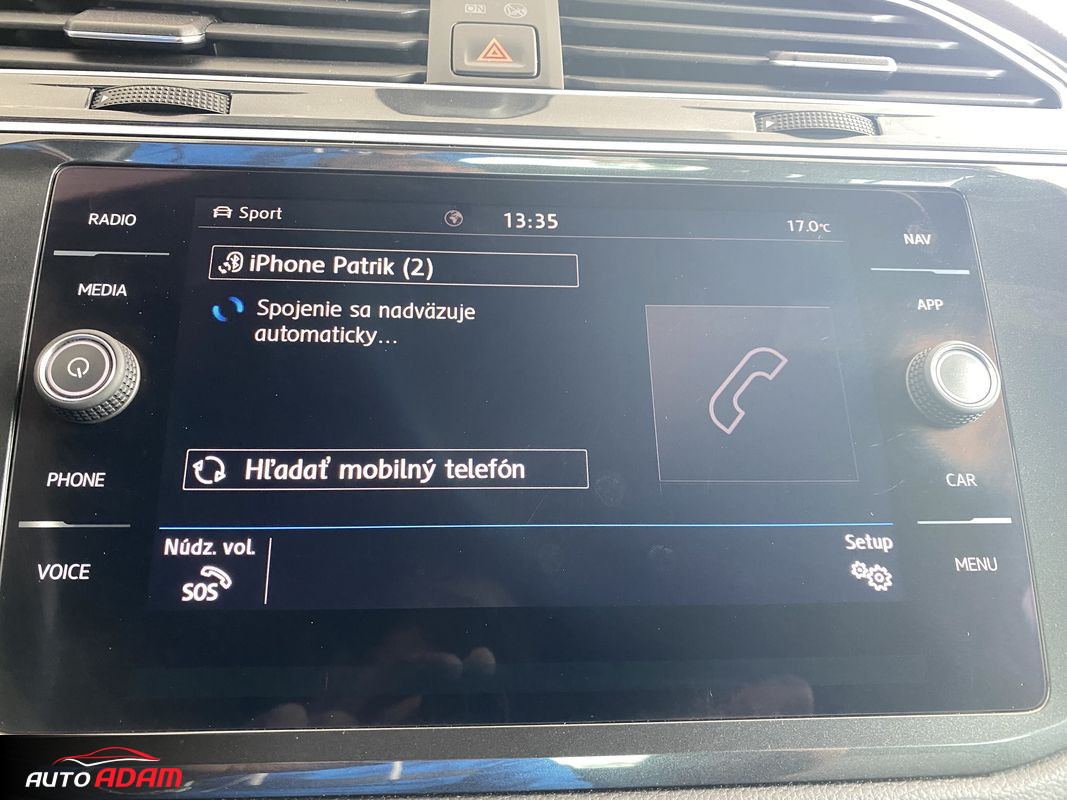 ON
RADIO
MEDIA
PHONE
VOICE
Sport
13:35
17.0°C
iPhone Patrik (2)
Spojenie sa nadväzuje
automaticky...
Hľadať mobilný telefón
Núdz. vol.
SOS
Setup
NAV
APP
CAR
MENU
AUTO ADAM